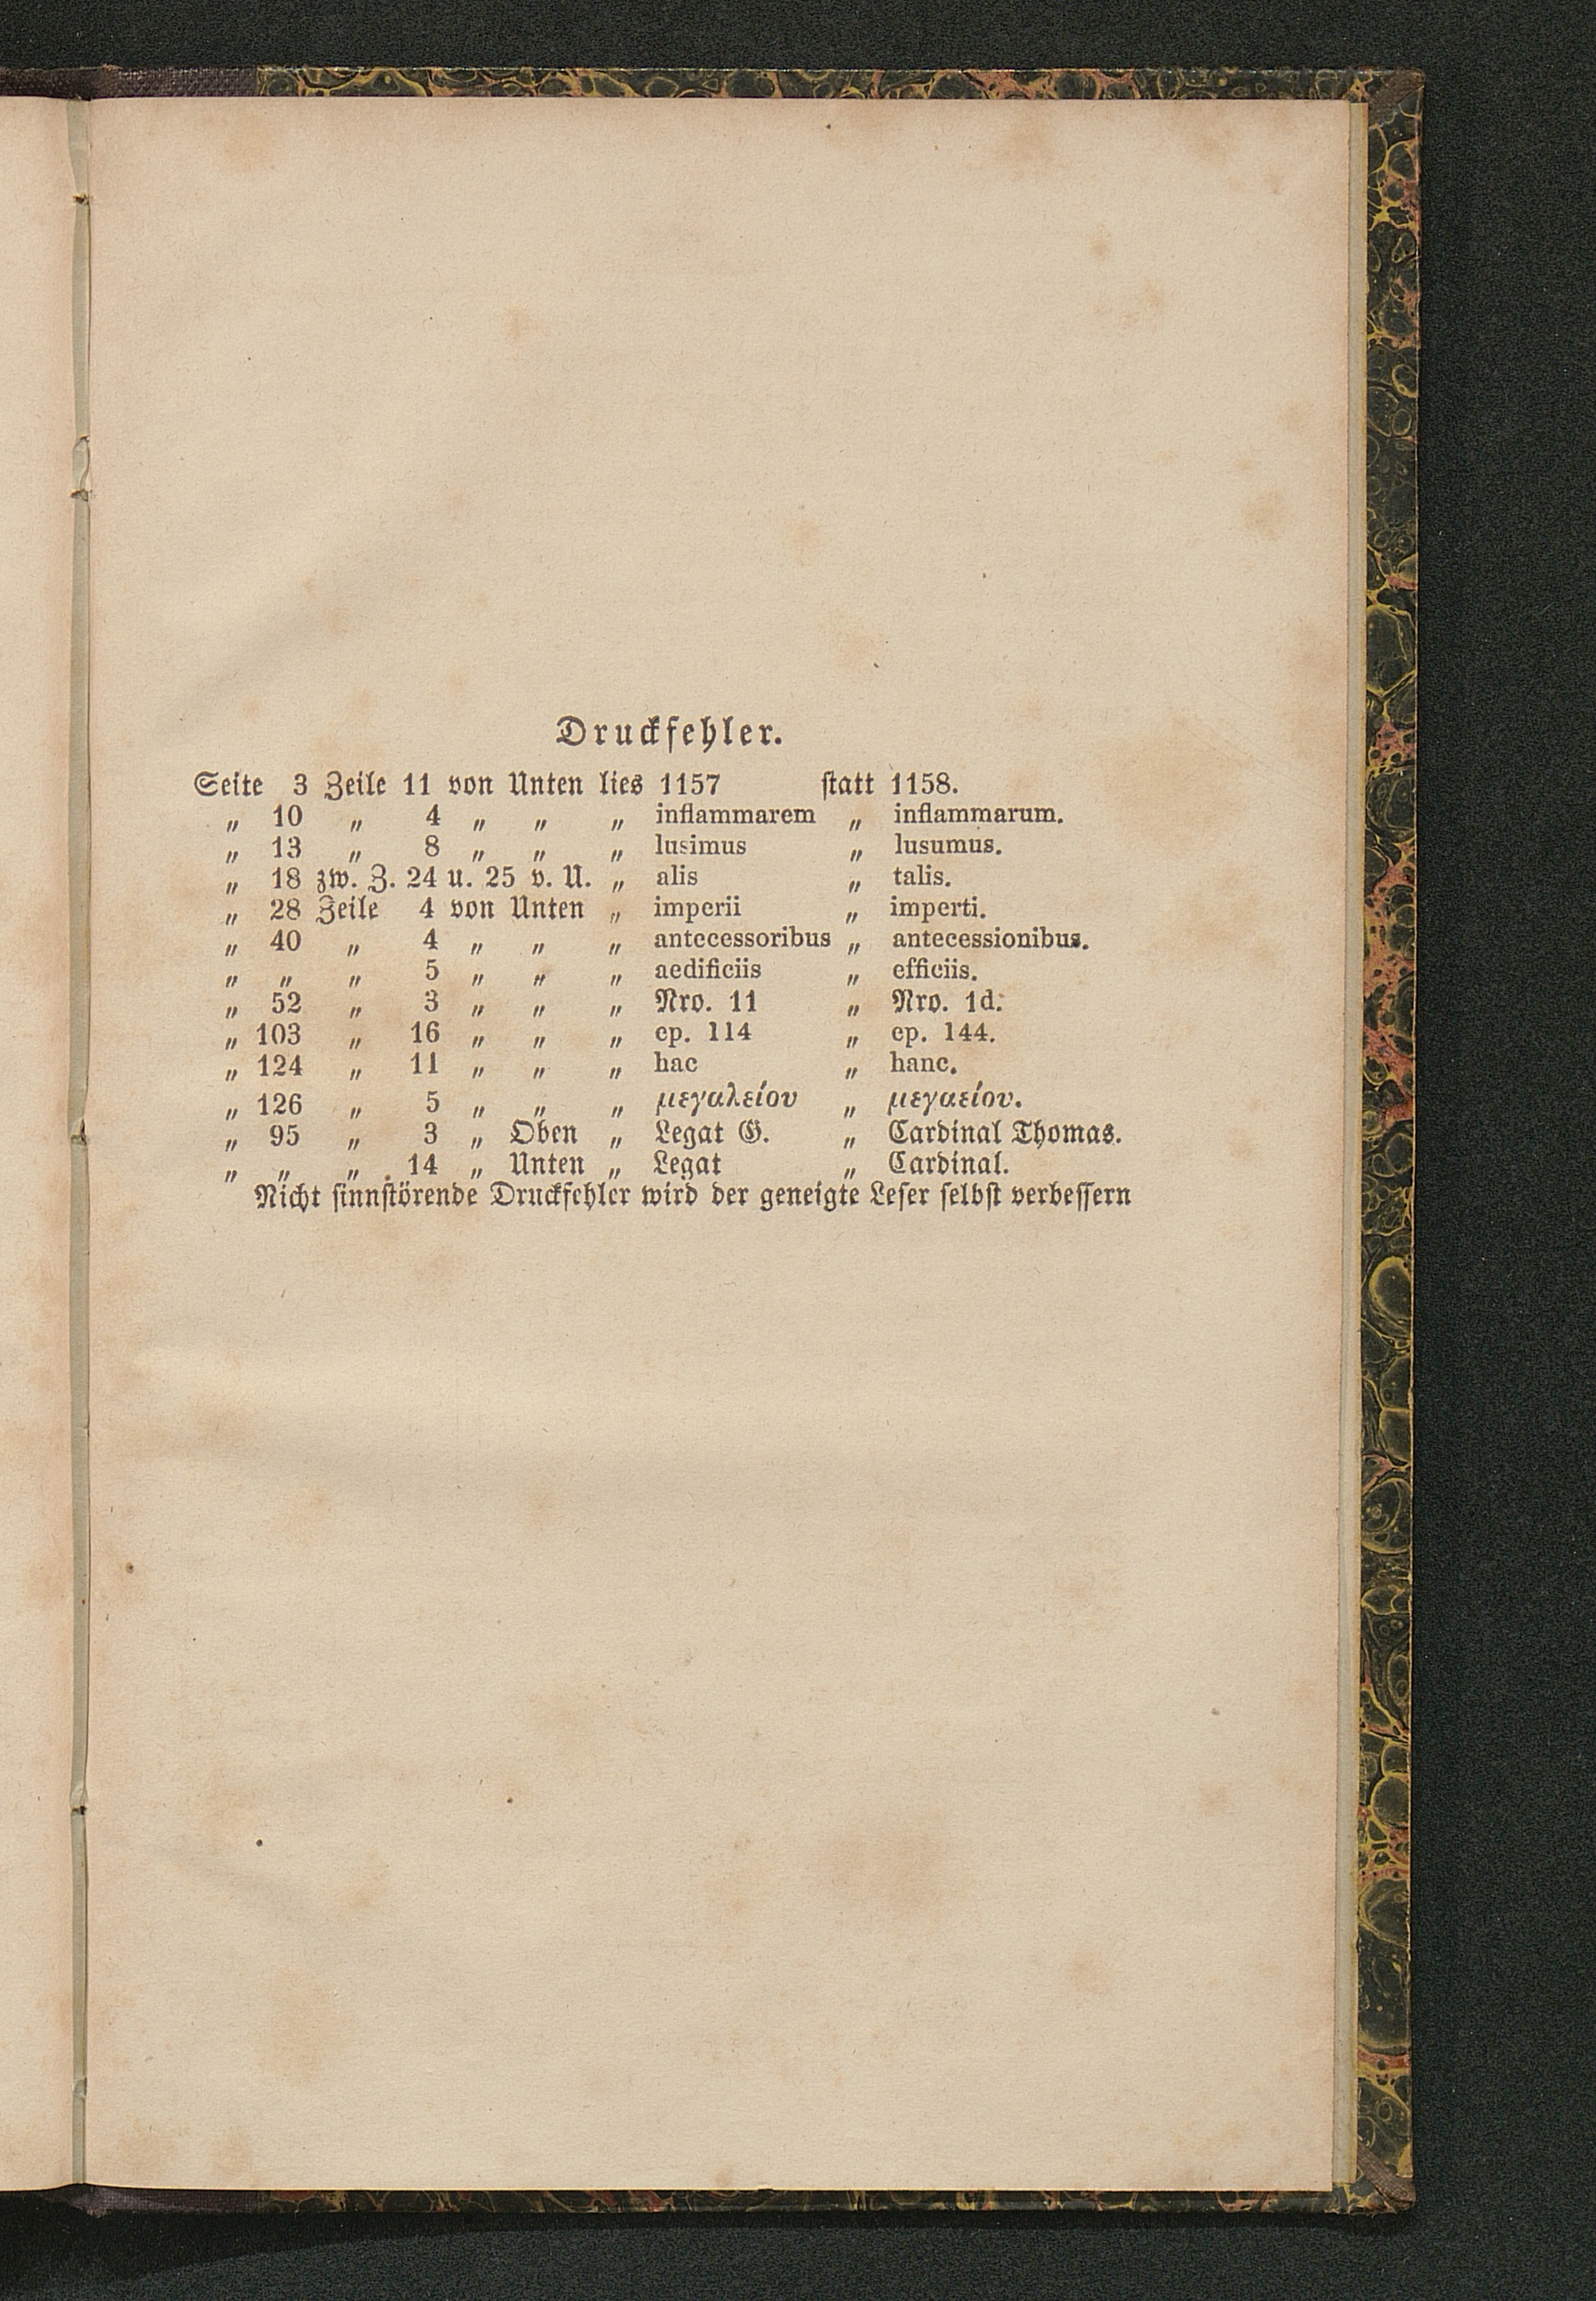 Druckfehler.
Seite 3 Zeile 11 von Unten lies 1157 statt 1158.
„ 10 „ 4 „ „ „ inflammarem „ inflammarum.
„ 13 „ 8 „ „ „ lusimus „ lusumus.
„ 18 zw. Z. 24 u. 25 v. U. „ alis „ talis.
„ 28 Zeile 4 von Unten „ imperii „ imperti.
„ 40 „ 4 „ „ „ antecessoribus „ antecessionibus.
„ „ „ 5 „ „ „ aedificiis „ efficiis.
„ 52 „ 3 „ „ „ Nro. 11 „ Nro. 1d.
„ 103 „ 16 „ „ „ ep. 114 „ ep. 144.
„ 124 „ 11 „ „ „ hac „ hanc.
„ 126 „ 5 „ „ „ μεγαλείον „ μεγαείον.
„ 95 „ 3 „ Oben „ Legat G. „ Cardinal Thomas.
„ „ „ 14 „ Unten „ Legat „ Cardinal.
Nicht sinnstörende Druckfehler wird der geneigte Leser selbst verbessern